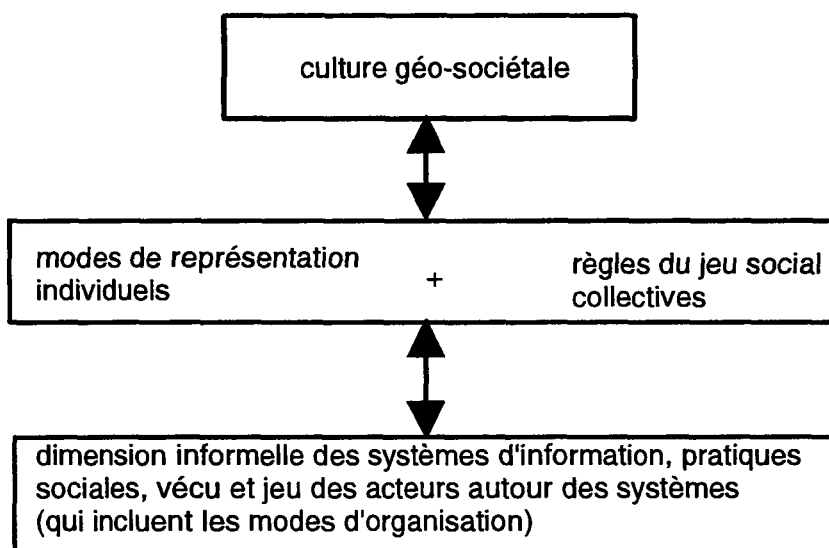 culture géo-sociétale
modes de représentation
individuels
+
règles du jeu social
collectives
dimension informelle des systèmes d'information, pratiques
sociales, vécu et jeu des acteurs autour des systèmes
(qui incluent les modes d'organisation)